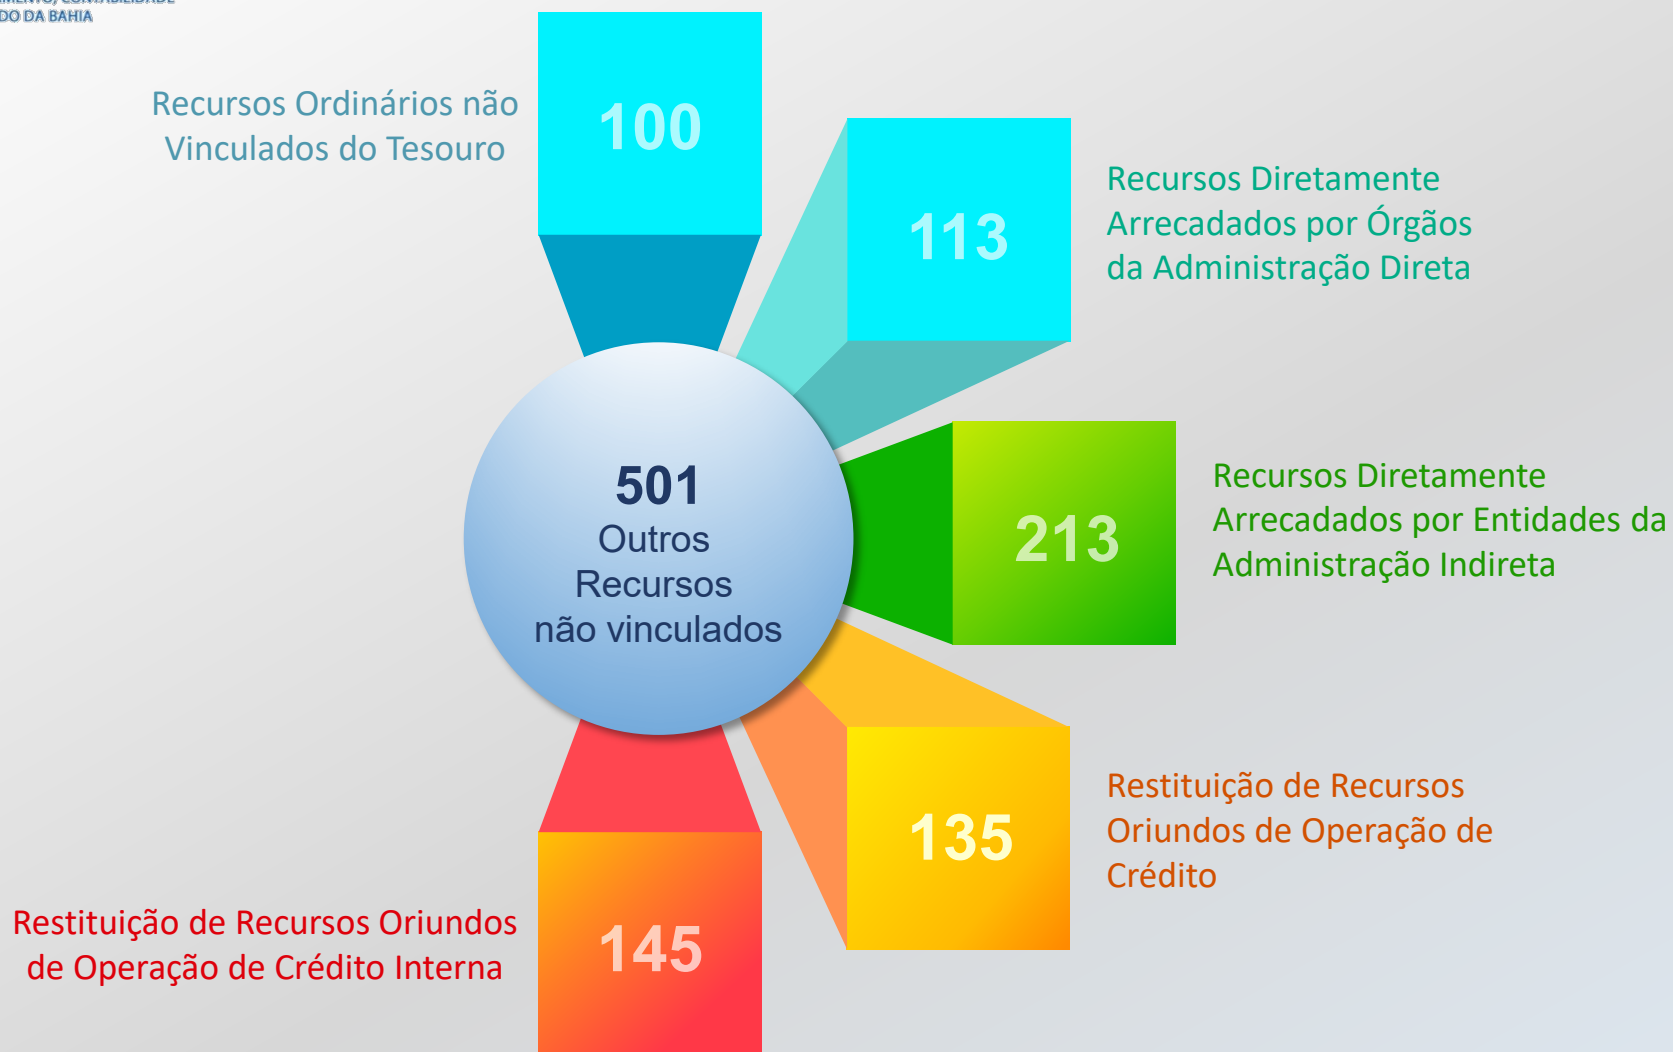 DO DA BAHIA
Recursos Ordinários não
Vinculados do Tesouro
100
113
Recursos Diretamente
Arrecadados por Órgãos
da Administração Direta
501
Outros
Recursos
não vinculados
213
Recursos Diretamente
Arrecadados por Entidades da
Administração Indireta
135
Restituição de Recursos
Oriundos de Operação de
Crédito
Restituição de Recursos Oriundos
de Operação de Crédito Interna
145